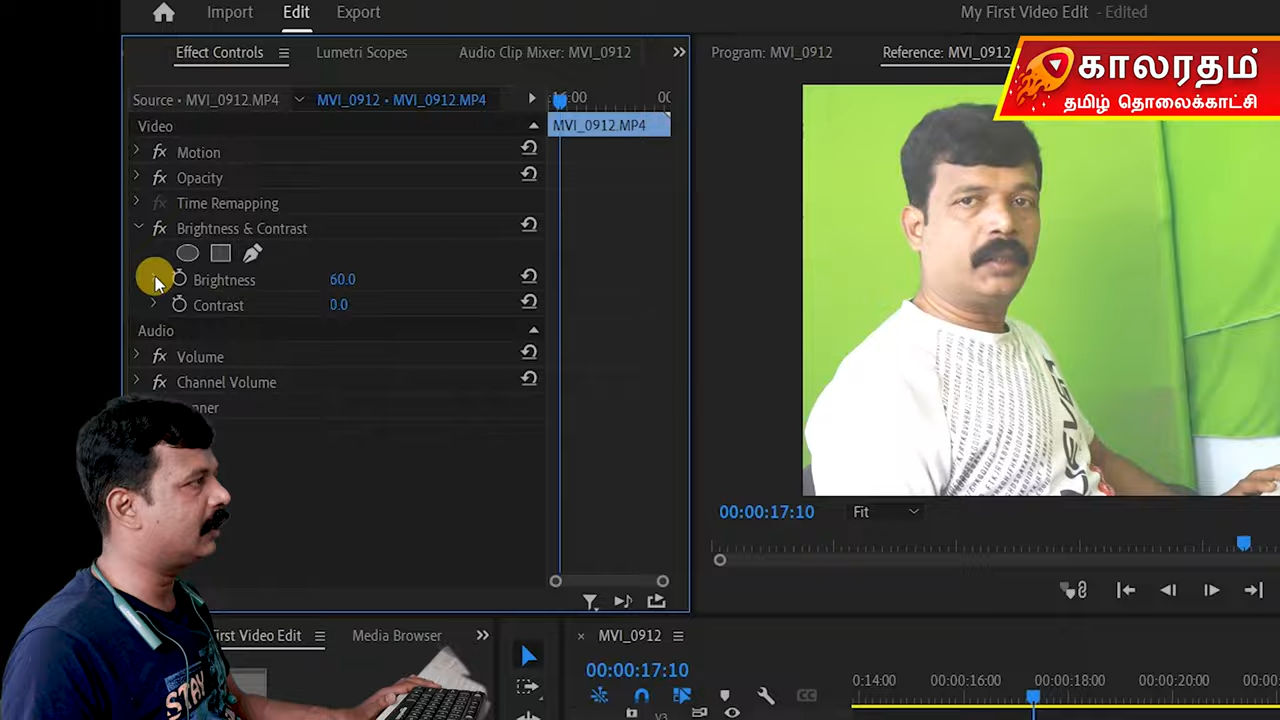 Import Edit Export My First Video Edit - Edited
Effect Controls Lumetri Scopes Audio Clip Mixer: MVI_0912
Program: MVI_0912 Reference: MVI_0912
காலரதம்
தமிழ் தொலைக்காட்சி
Source • MVI_0912.MP4 MVI_0912 • MVI_0912.MP4
Video
MVI_0912.MP4
Motion
Opacity
Time Remapping
Brightness & Contrast
Brightness 60.0
Contrast 0.0
Audio
Volume
Channel Volume
00:00:17:10 Fit
First Video Edit Media Browser
× MVI_0912
00:00:17:10
0:14:00 00:00:16:00 00:00:18:00 00:00:20:00
V3
STAY